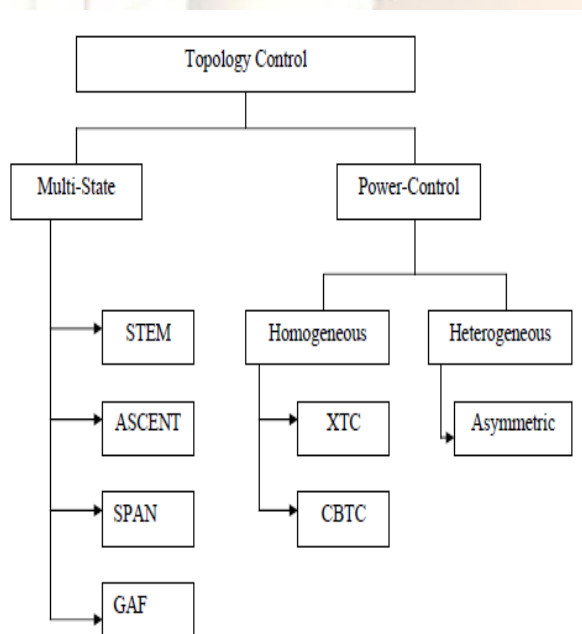 Topology Control
Multi-State
Power-Control
STEM
Homogeneous
Heterogeneous
ASCENT
XTC
Asymmetric
SPAN
CBTC
GAF